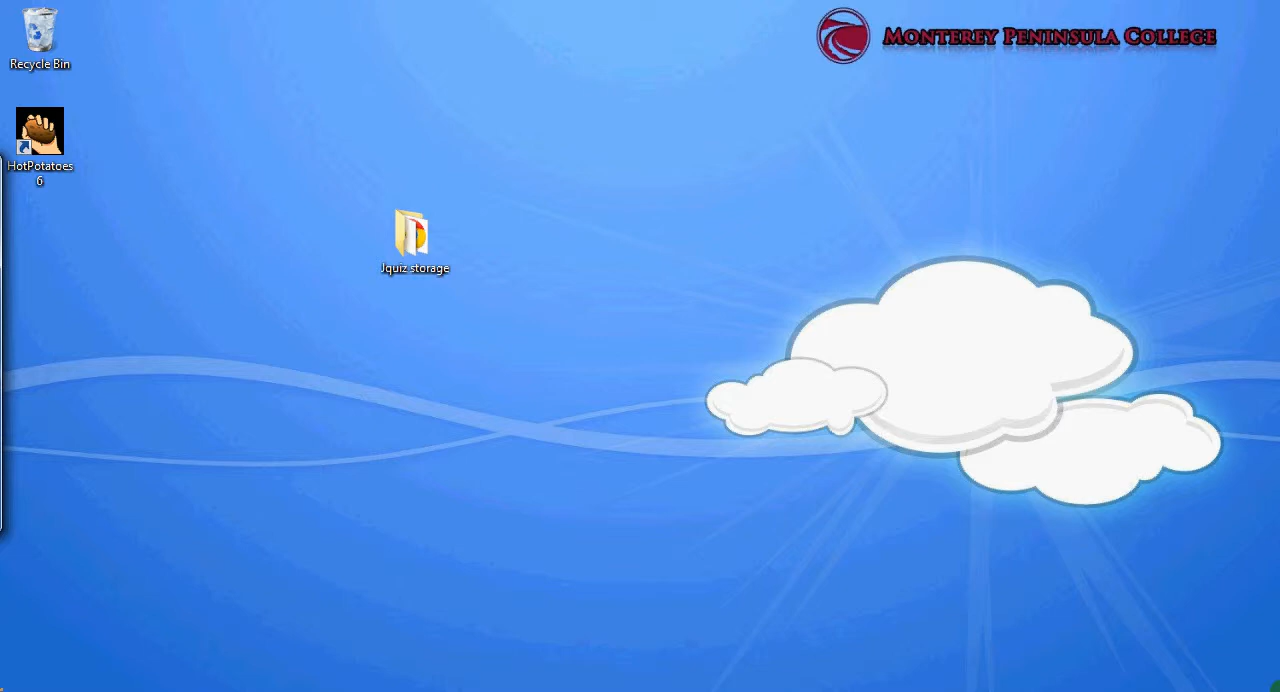 Monterey Peninsula College
Recycle Bin
HotPotatoes
6
Jquiz storage